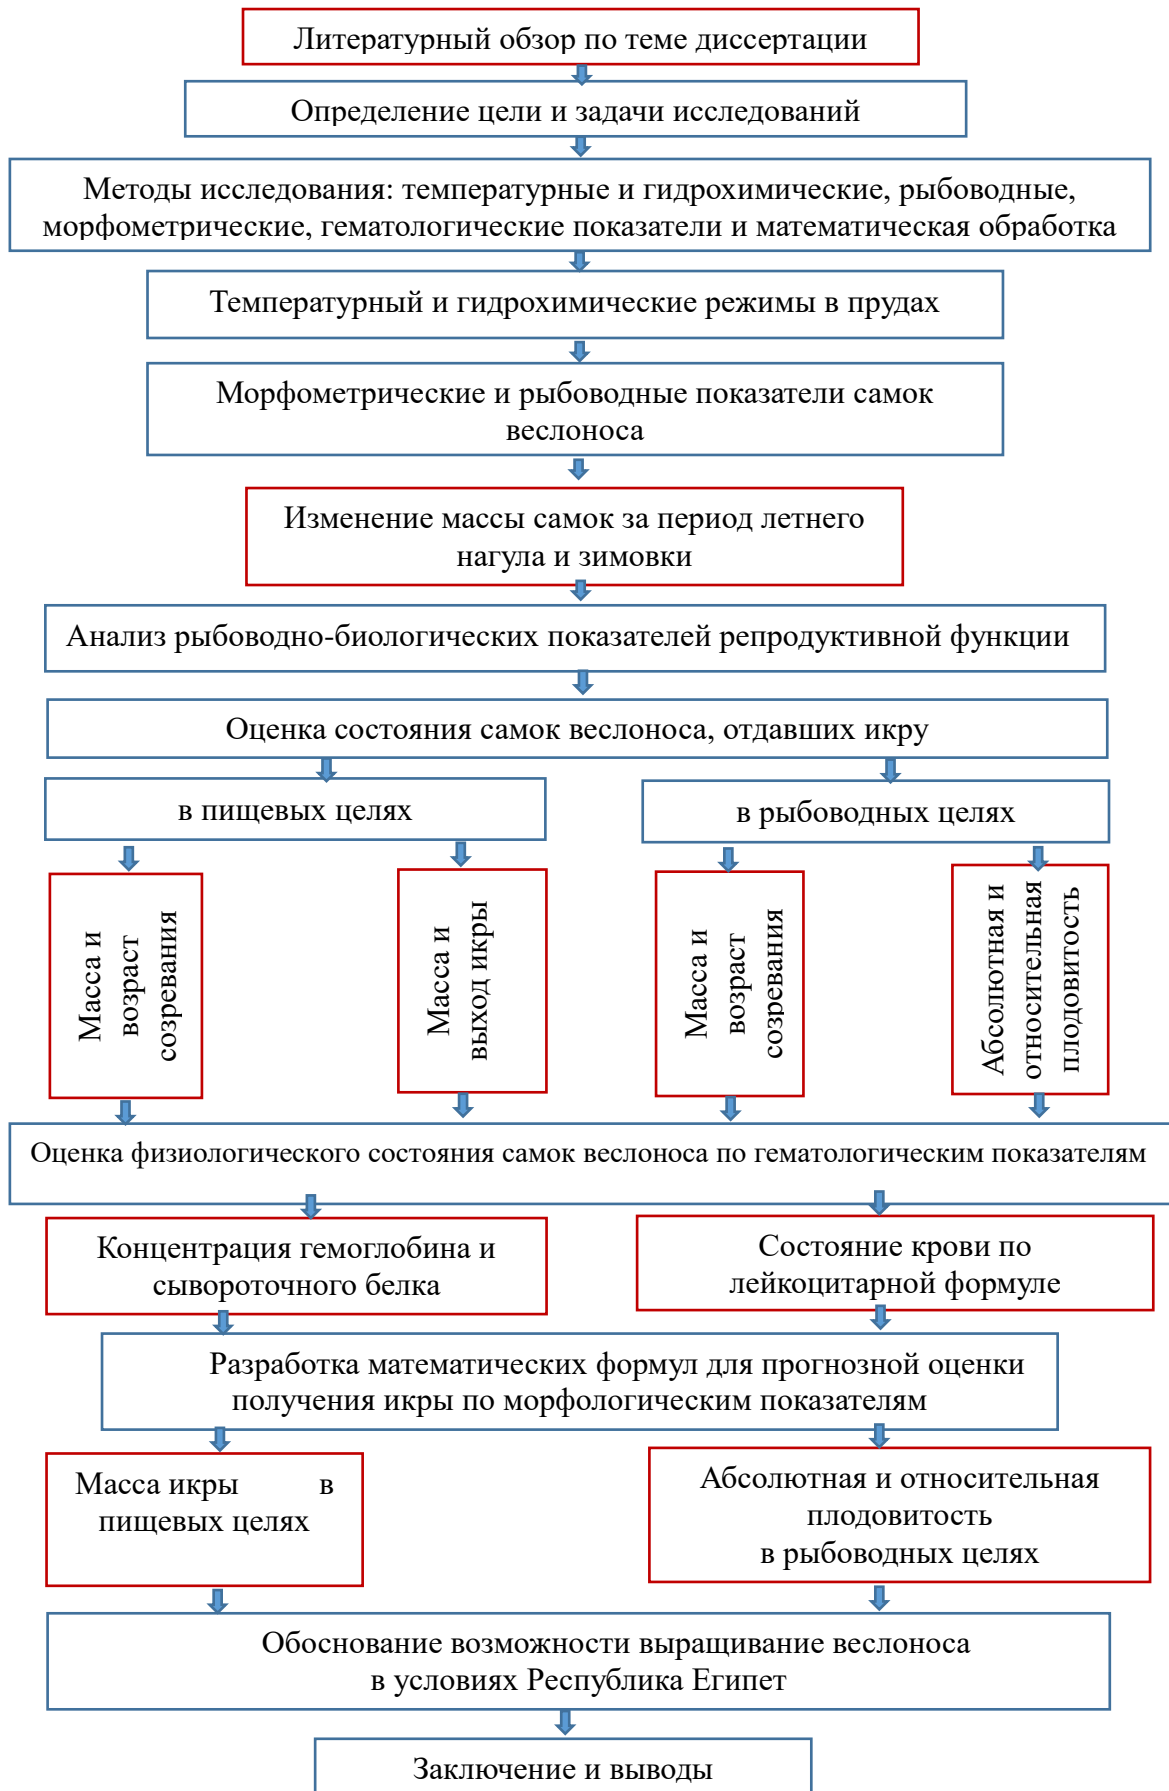 Литературный обзор по теме диссертации
Определение цели и задачи исследований
Методы исследования: температурные и гидрохимические, рыбоводные,
морфометрические, гематологические показатели и математическая обработка
Температурный и гидрохимические режимы в прудах
Морфометрические и рыбоводные показатели самок
веслоноса
Изменение массы самок за период летнего
нагула и зимовки
Анализ рыбоводно-биологических показателей репродуктивной функции
Оценка состояния самок веслоноса, отдавших икру
в пищевых целях
в рыбоводных целях
Масса и
возраст
созревания
Масса и
выход икры
Масса и
возраст
созревания
Абсолютная и
относительная
плодовитость
Оценка физиологического состояния самок веслоноса по гематологическим показателям
Концентрация гемоглобина и
сывороточного белка
Состояние крови по
лейкоцитарной формуле
Разработка математических формул для прогнозной оценки
получения икры по морфологическим показателям
Масса икры в
пищевых целях
Абсолютная и относительная
плодовитость
в рыбоводных целях
Обоснование возможности выращивание веслоноса
в условиях Республика Египет
Заключение и выводы